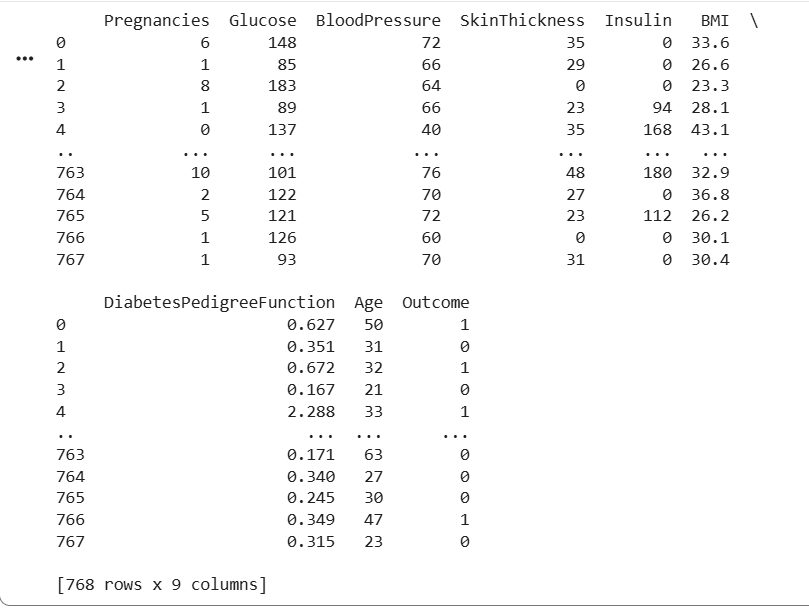 Pregnancies  Glucose  BloodPressure  SkinThickness  Insulin   BMI  \
0              6      148             72             35        0  33.6
1              1       85             66             29        0  26.6
2              8      183             64              0        0  23.3
3              1       89             66             23       94  28.1
4              0      137             40             35      168  43.1
..           ...      ...            ...            ...      ...   ...
763           10      101             76             48      180  32.9
764            2      122             70             27        0  36.8
765            5      121             72             23      112  26.2
766            1      126             60              0        0  30.1
767            1       93             70             31        0  30.4
DiabetesPedigreeFunction  Age  Outcome
0                       0.627   50        1
1                       0.351   31        0
2                       0.672   32        1
3                       0.167   21        0
4                       2.288   33        1
..                        ...  ...      ...
763                     0.171   63        0
764                     0.340   27        0
765                     0.245   30        0
766                     0.349   47        1
767                     0.315   23        0
[768 rows x 9 columns]